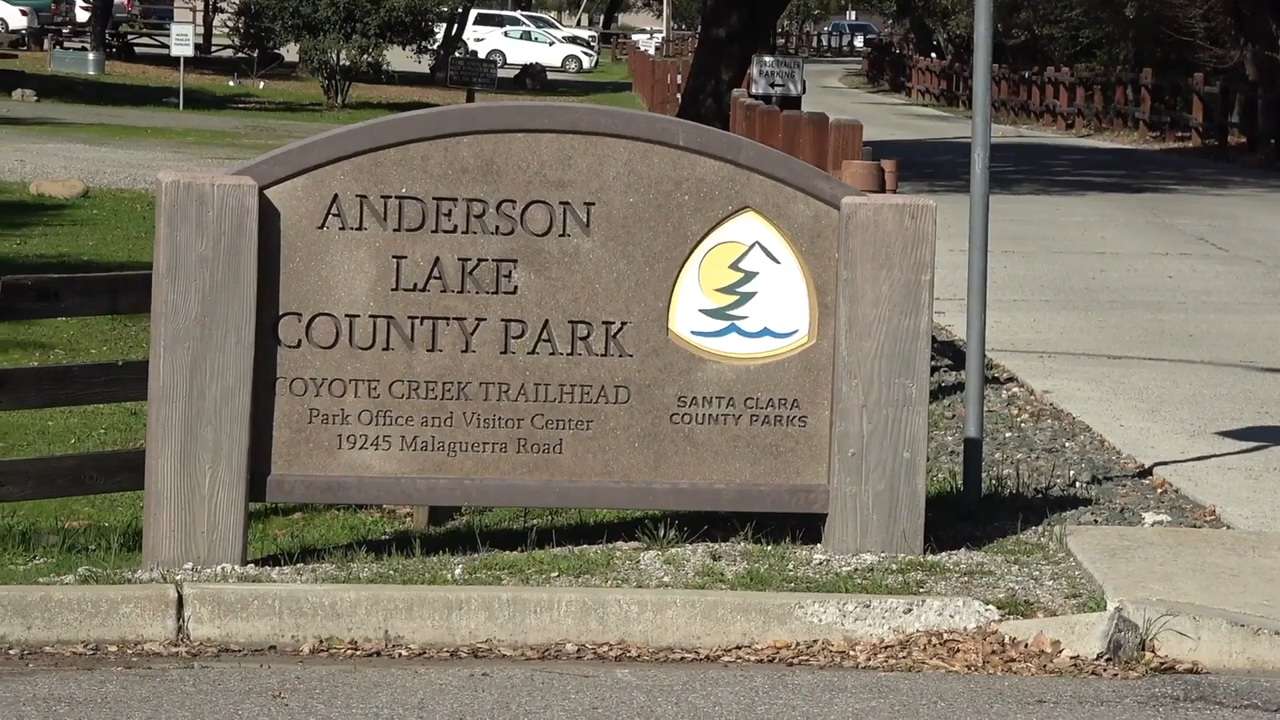 HORSE TRAILER
PARKING
ANDERSON
LAKE
COUNTY PARK
COYOTE CREEK TRAILHEAD
Park Office and Visitor Center
19245 Malaguerra Road
SANTA CLARA
COUNTY PARKS